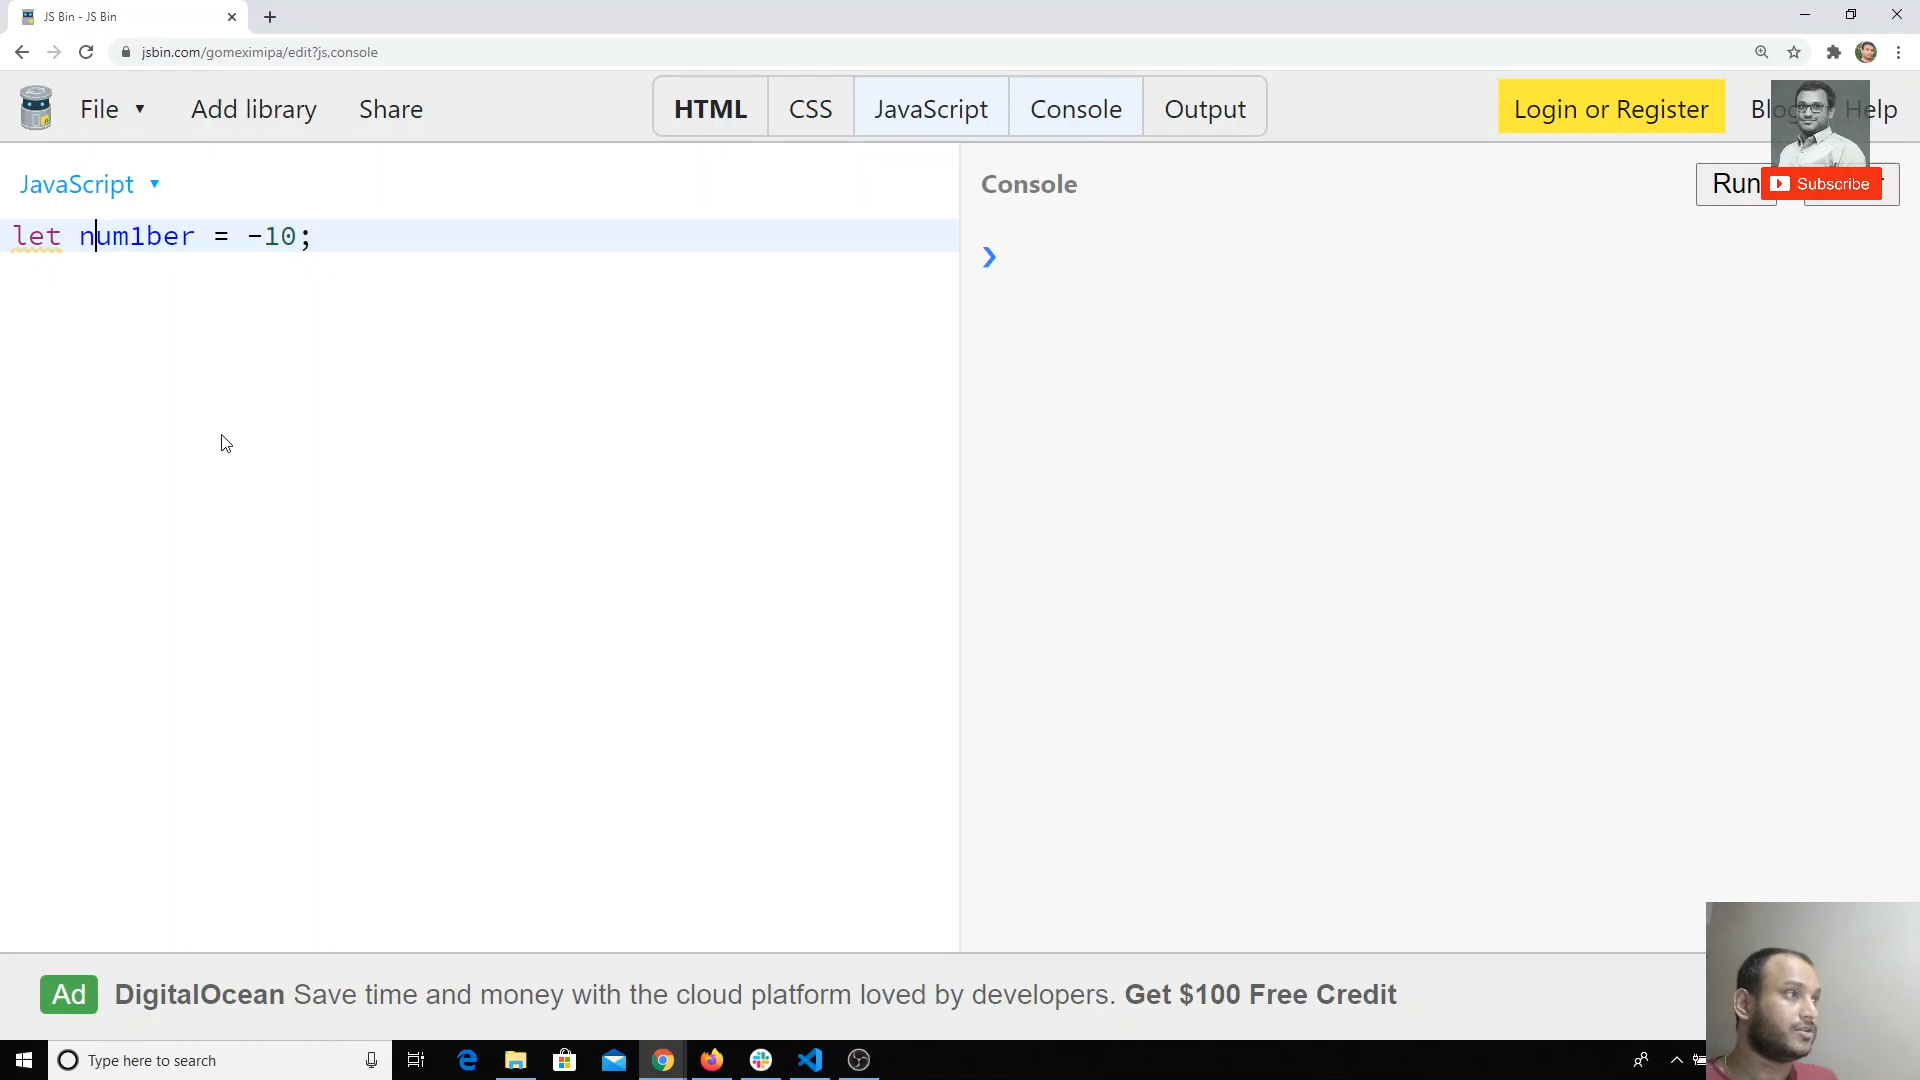 JS Bin - JS Bin
jsbin.com/gomeximipa/edit?js,console
File ▼ Add library Share HTML CSS JavaScript Console Output Login or Register Blog Help
JavaScript ▼ Console Run Subscribe
let num1ber = -10;
❯
Ad DigitalOcean Save time and money with the cloud platform loved by developers. Get $100 Free Credit
Type here to search